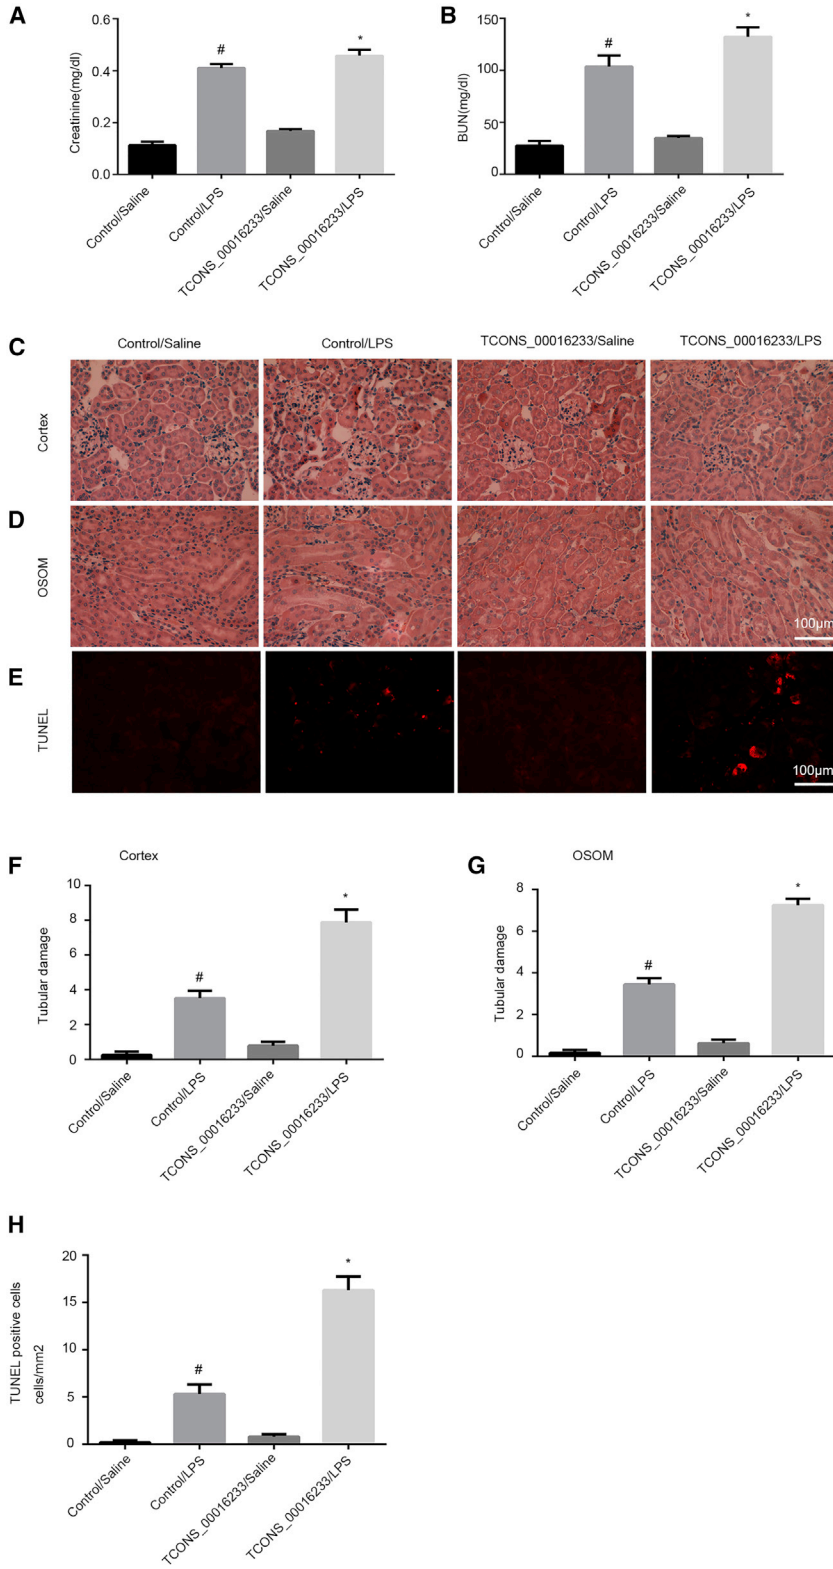 A
B
0.6
0.4
0.2
0.0
Creatinine(mg/dl)
#
*
Control/Saline
Control/LPS
TCONS_00016233/Saline
TCONS_00016233/LPS
150
100
50
0
BUN(mg/dl)
#
*
Control/Saline
Control/LPS
TCONS_00016233/Saline
TCONS_00016233/LPS
C
Control/Saline
Control/LPS
TCONS_00016233/Saline
TCONS_00016233/LPS
Cortex
D
OSOM
100µm
E
TUNEL
100µm
F
Cortex
10
8
6
4
2
0
Tubular damage
#
*
Control/Saline
Control/LPS
TCONS_00016233/Saline
TCONS_00016233/LPS
G
OSOM
8
6
4
2
0
Tubular damage
#
*
Control/Saline
Control/LPS
TCONS_00016233/Saline
TCONS_00016233/LPS
H
20
15
10
5
0
TUNEL positive cells
cells/mm2
#
*
Control/Saline
Control/LPS
TCONS_00016233/Saline
TCONS_00016233/LPS